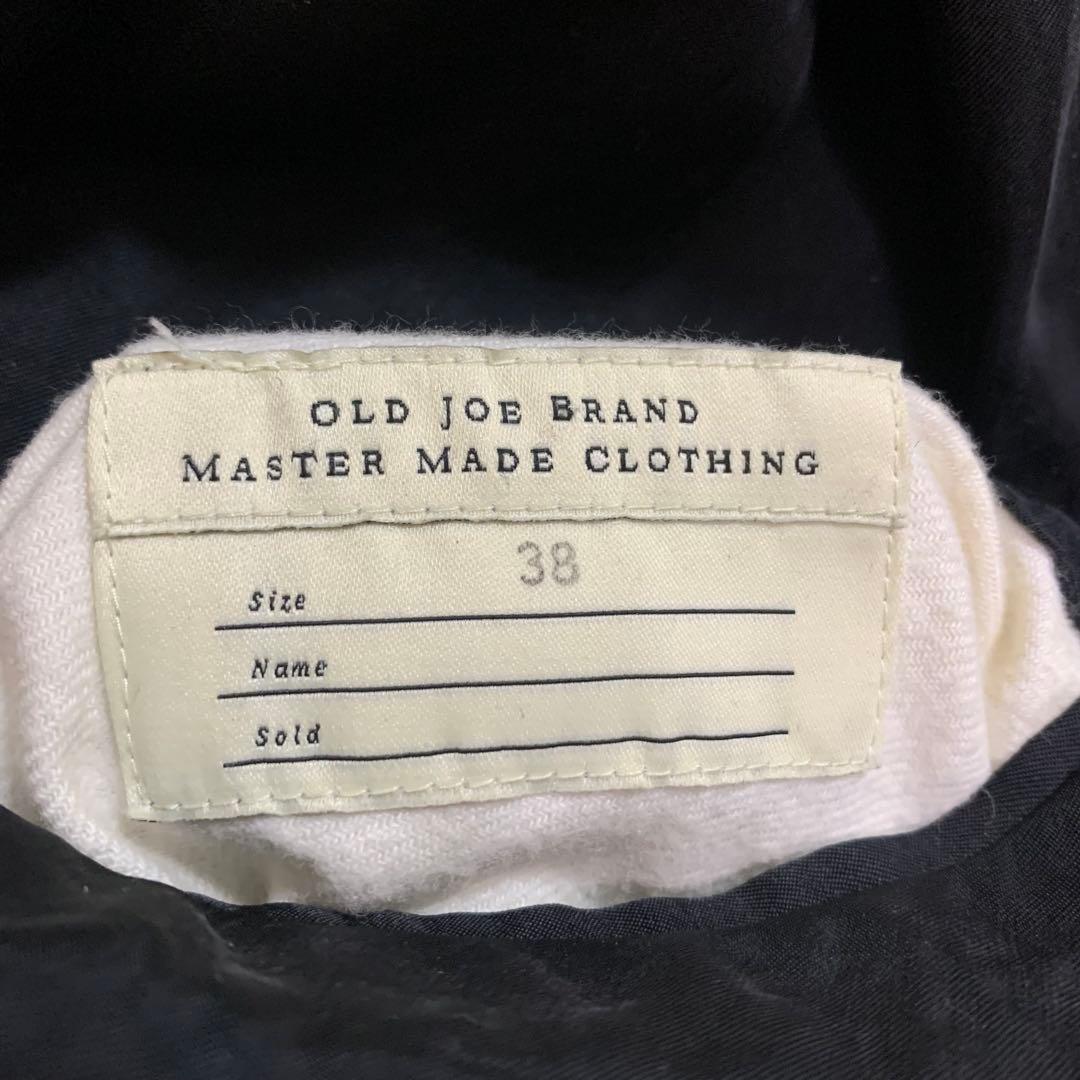 OLD JOE BRAND
MASTER MADE CLOTHING
Size 38
Name
Sold